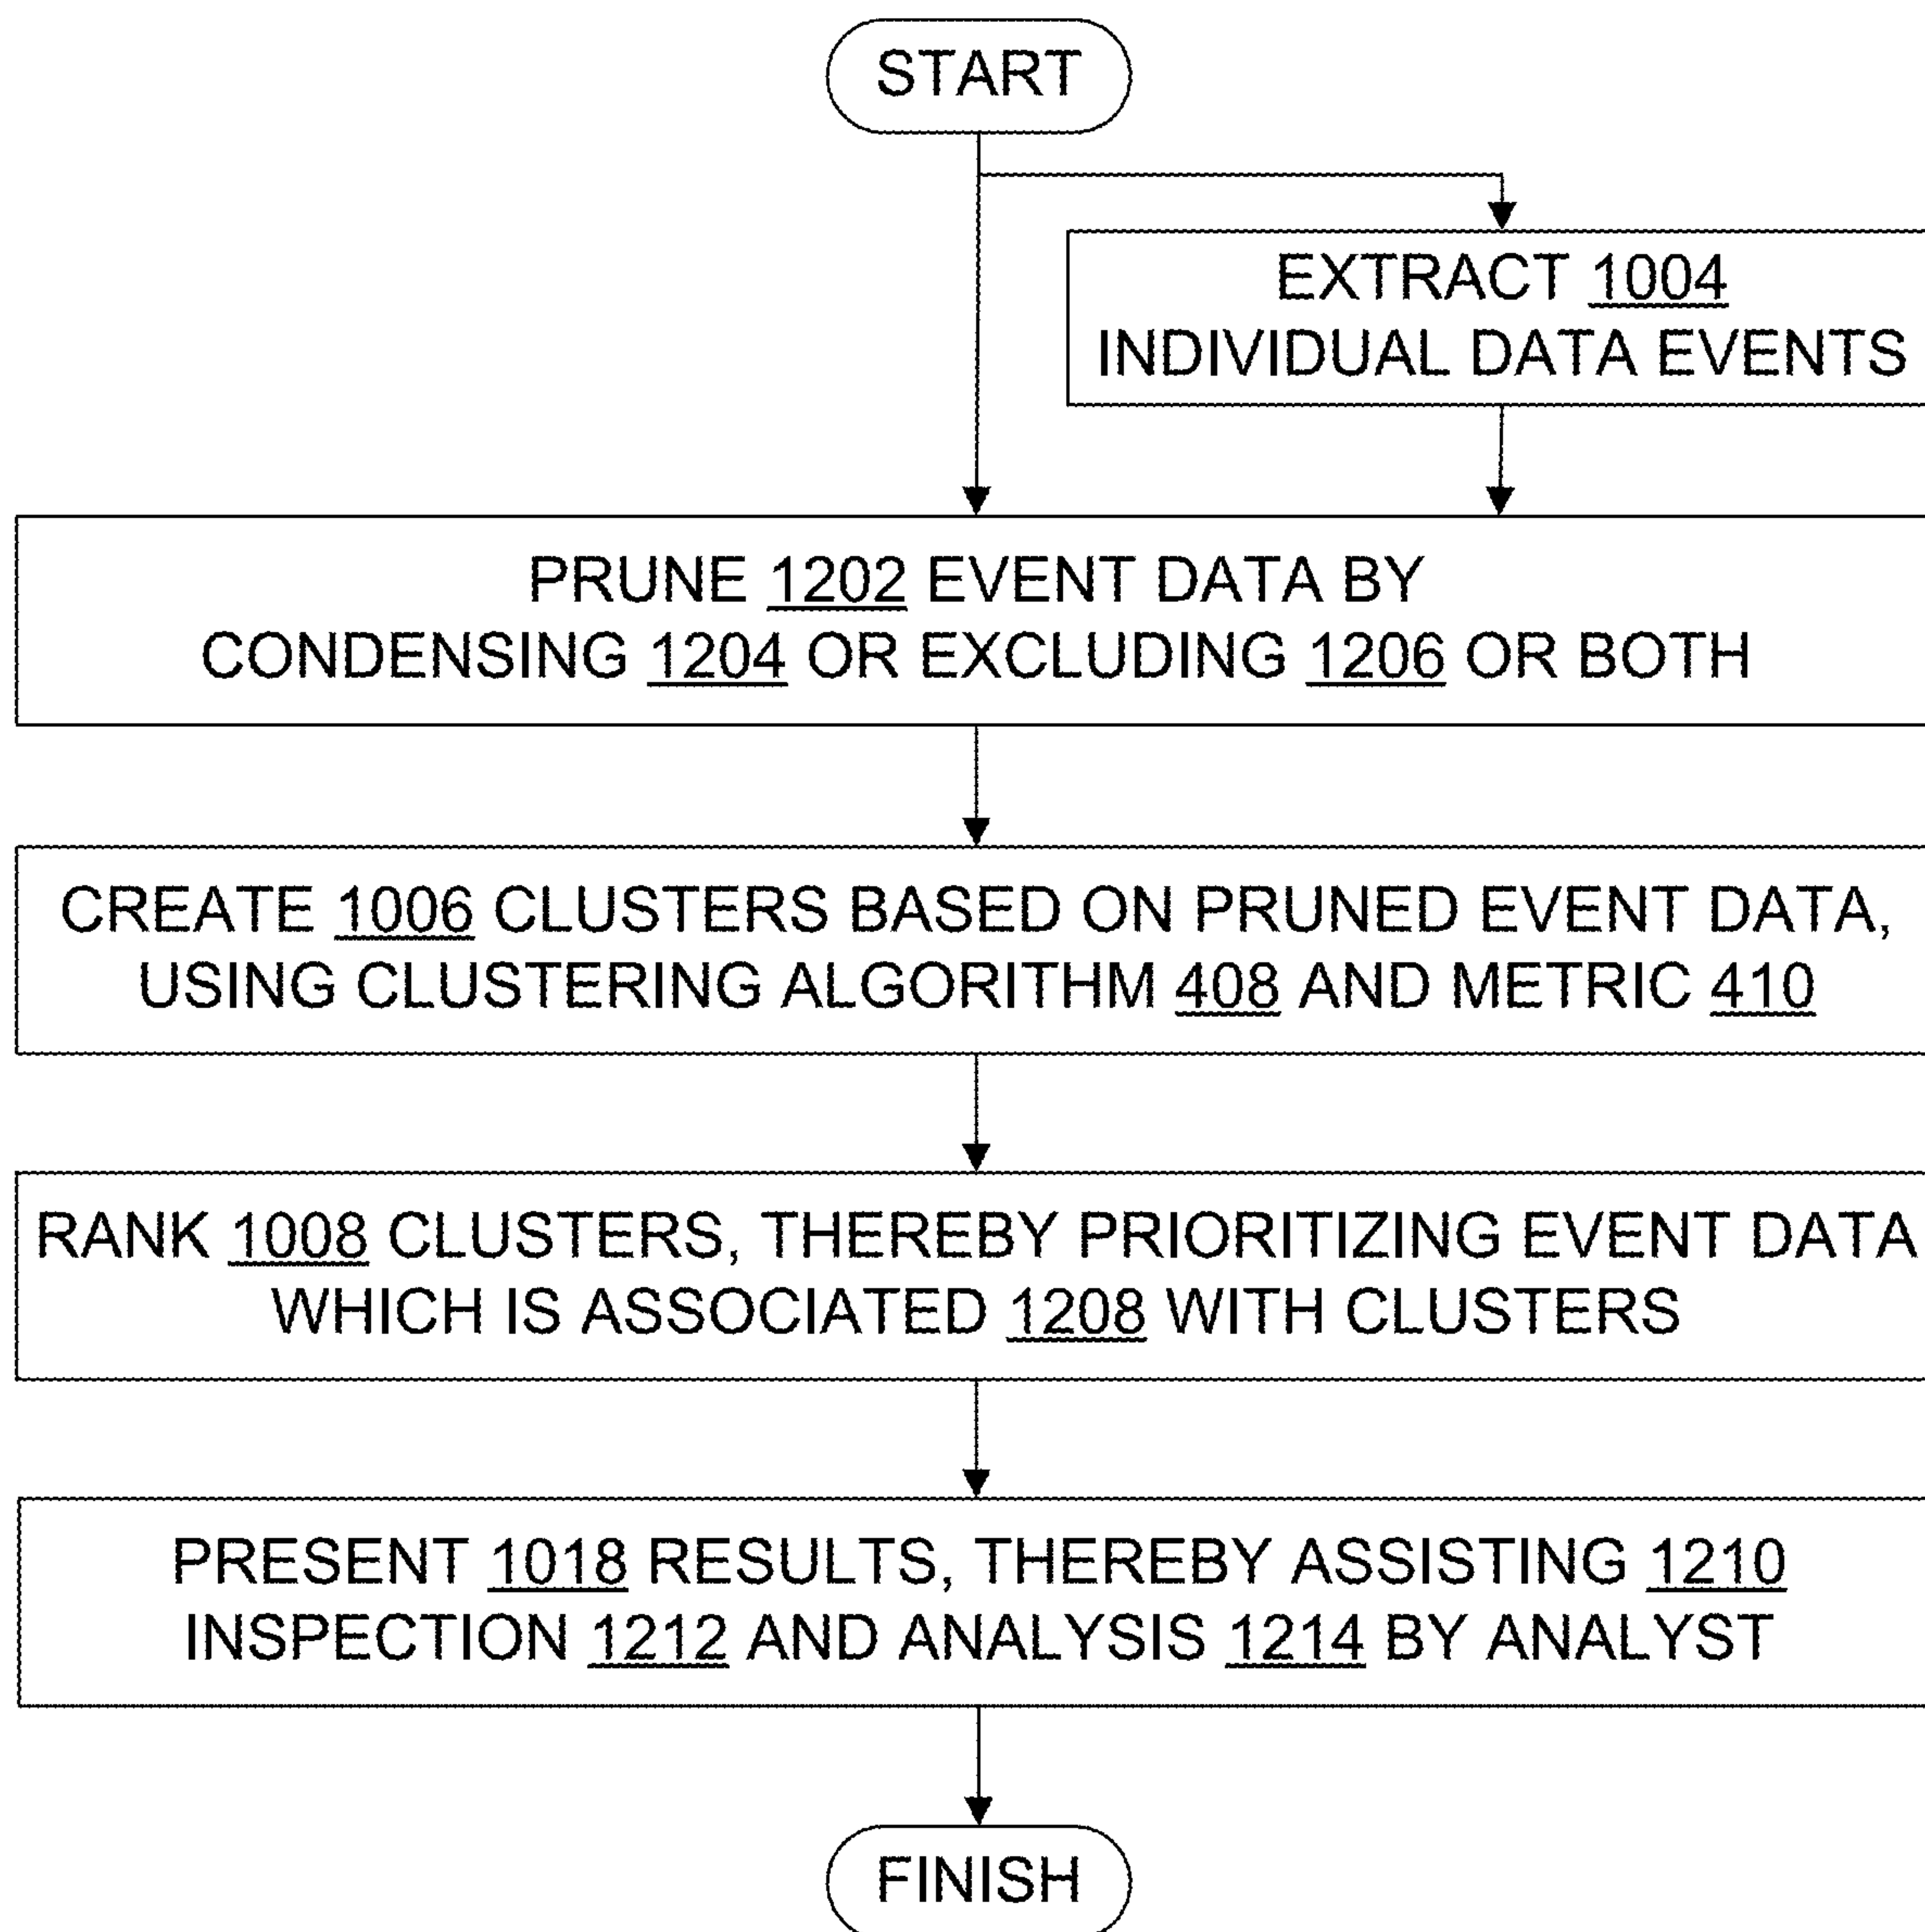 START
EXTRACT 1004
INDIVIDUAL DATA EVENTS
PRUNE 1202 EVENT DATA BY
CONDENSING 1204 OR EXCLUDING 1206 OR BOTH
CREATE 1006 CLUSTERS BASED ON PRUNED EVENT DATA,
USING CLUSTERING ALGORITHM 408 AND METRIC 410
RANK 1008 CLUSTERS, THEREBY PRIORITIZING EVENT DATA
WHICH IS ASSOCIATED 1208 WITH CLUSTERS
PRESENT 1018 RESULTS, THEREBY ASSISTING 1210
INSPECTION 1212 AND ANALYSIS 1214 BY ANALYST
FINISH